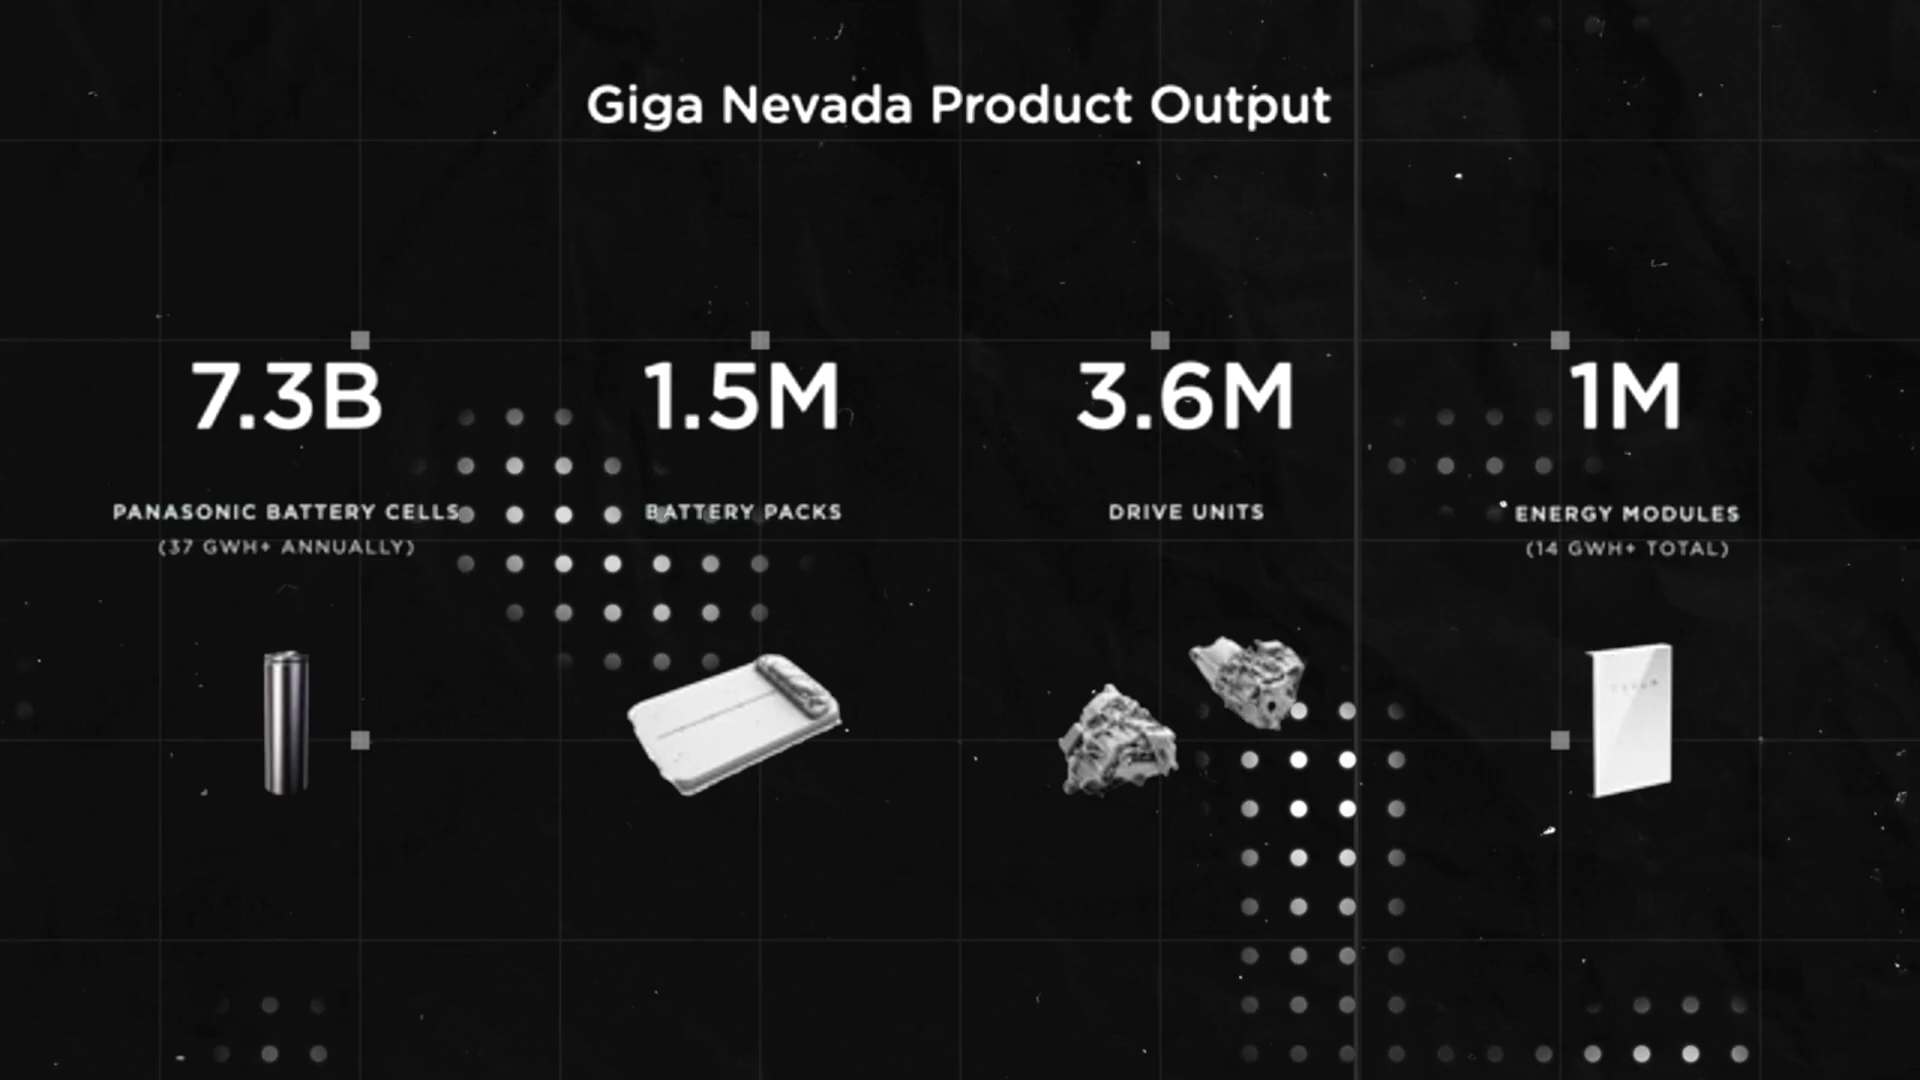 Giga Nevada Product Output
7.3B
PANASONIC BATTERY CELLS
(37 GWH+ ANNUALLY)
1.5M
BATTERY PACKS
3.6M
DRIVE UNITS
1M
ENERGY MODULES
(14 GWH+ TOTAL)